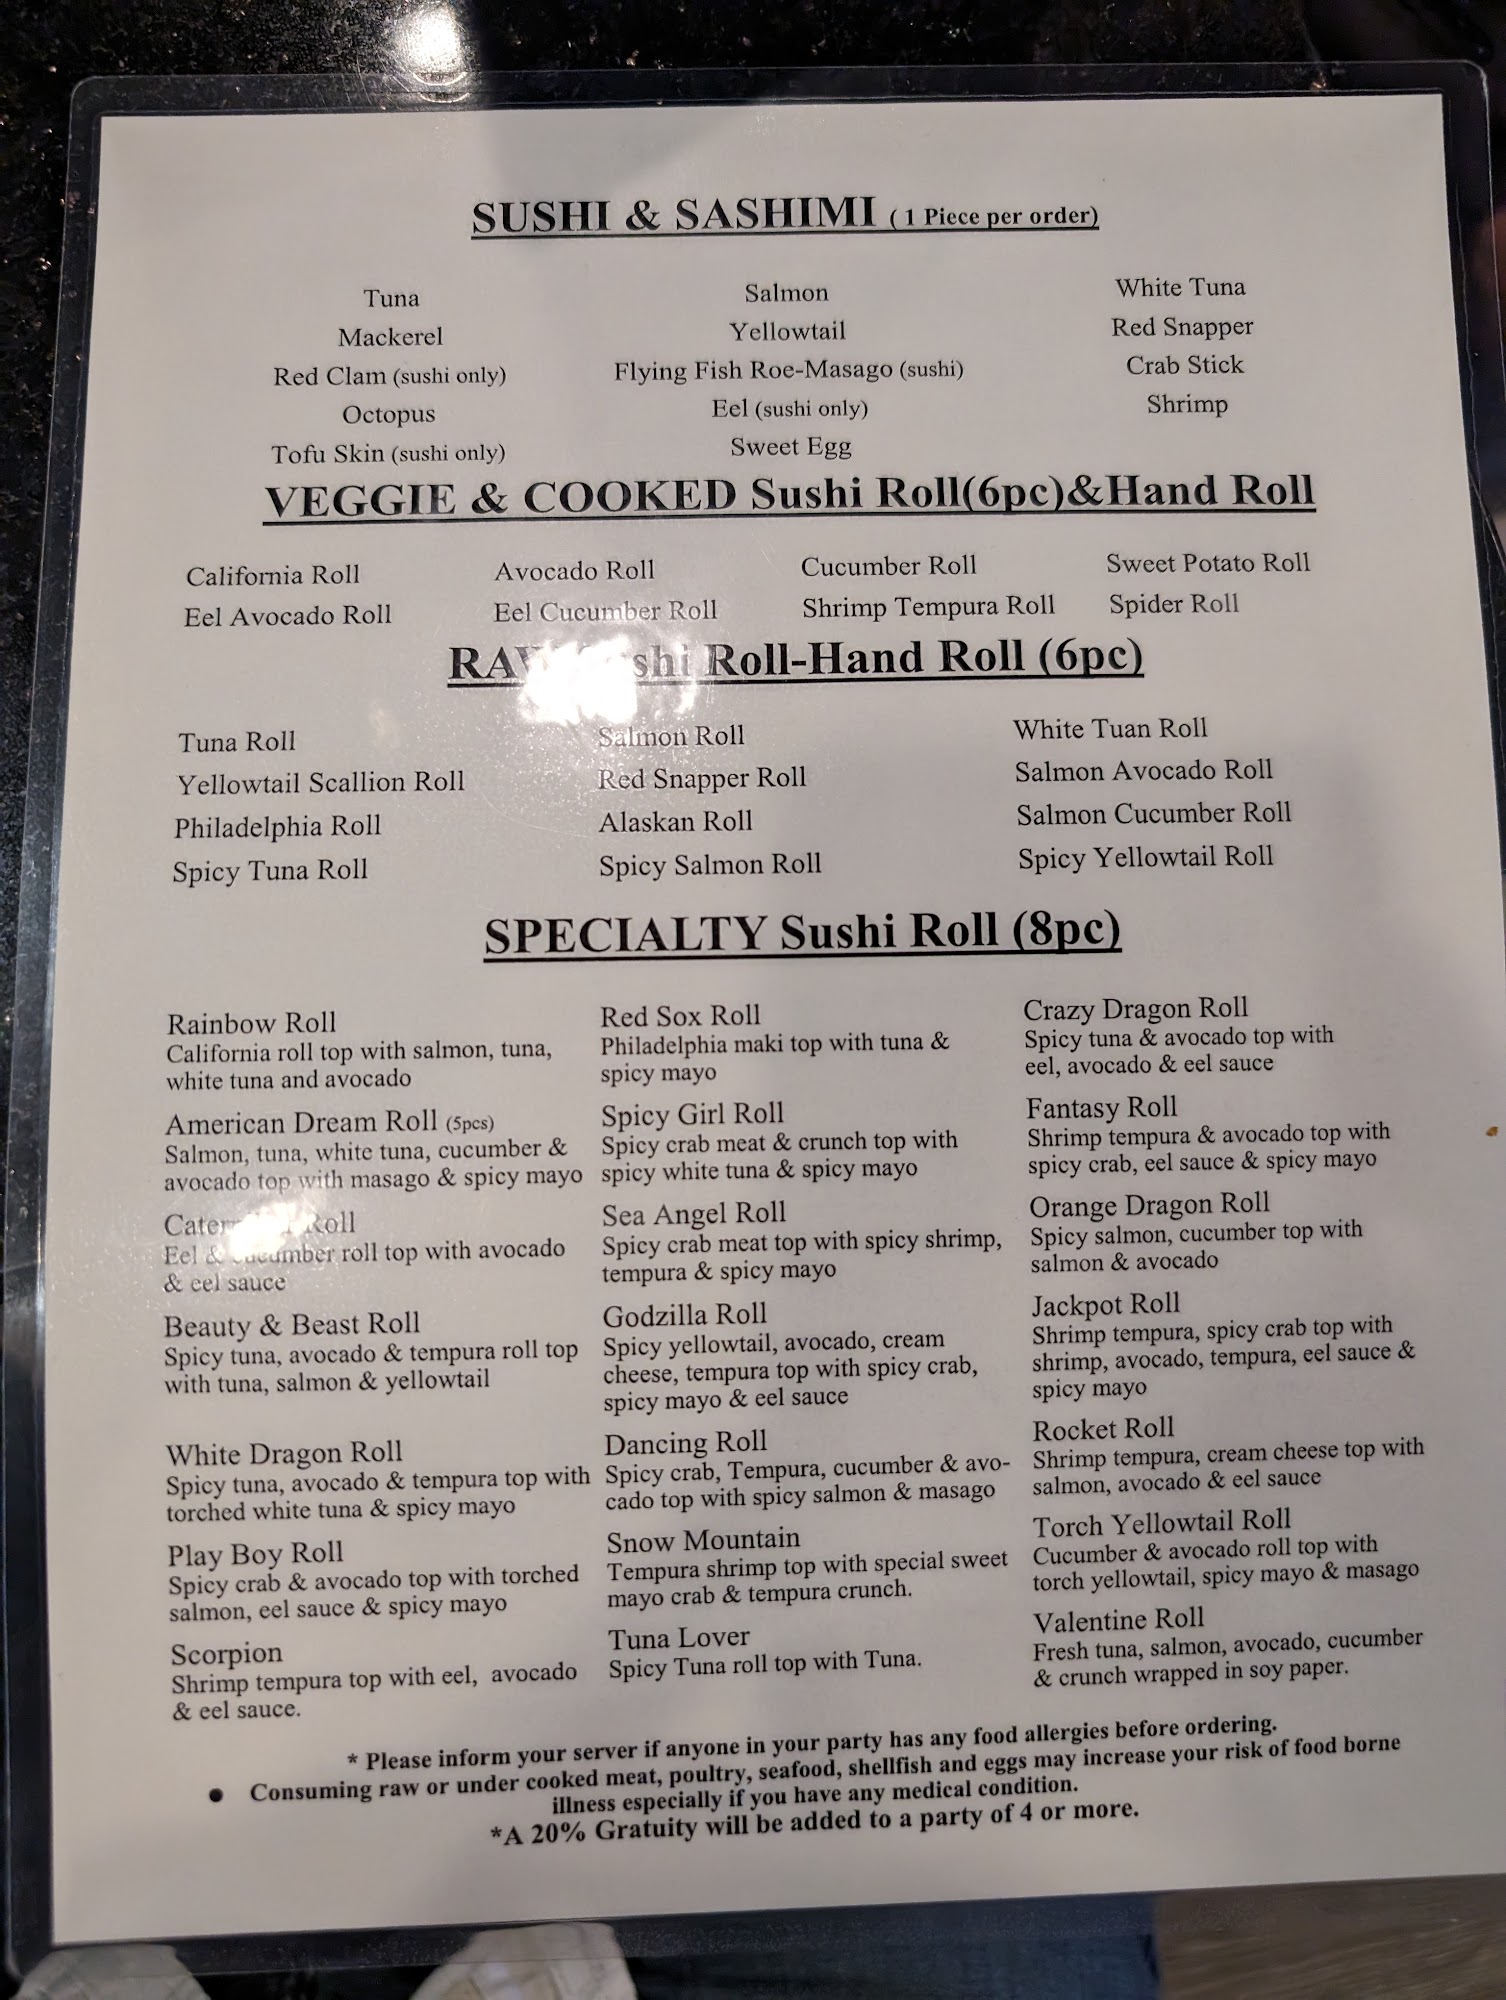 SUSHI & SASHIMI ( 1 Piece per order)
Tuna Salmon White Tuna
Mackerel Yellowtail Red Snapper
Red Clam (sushi only) Flying Fish Roe-Masago (sushi) Crab Stick
Octopus Eel (sushi only) Shrimp
Tofu Skin (sushi only) Sweet Egg
VEGGIE & COOKED Sushi Roll(6pc)&Hand Roll
California Roll Avocado Roll Cucumber Roll Sweet Potato Roll
Eel Avocado Roll Eel Cucumber Roll Shrimp Tempura Roll Spider Roll
Roll-Hand Roll (6pc)
Tuna Roll Salmon Roll White Tuan Roll
Yellowtail Scallion Roll Red Snapper Roll Salmon Avocado Roll
Philadelphia Roll Alaskan Roll Salmon Cucumber Roll
Spicy Tuna Roll Spicy Salmon Roll Spicy Yellowtail Roll
SPECIALTY Sushi Roll (8pc)
Rainbow Roll
California roll top with salmon, tuna,
white tuna and avocado
American Dream Roll (5pcs)
Salmon, tuna, white tuna, cucumber &
avocado top with masago & spicy mayo
Roll
Eel & cucumber roll top with avocado
& eel sauce
Beauty & Beast Roll
Spicy tuna, avocado & tempura roll top
with tuna, salmon & yellowtail
White Dragon Roll
Spicy tuna, avocado & tempura top with
torched white tuna & spicy mayo
Play Boy Roll
Spicy crab & avocado top with torched
salmon, eel sauce & spicy mayo
Scorpion
Shrimp tempura top with eel, avocado
& eel sauce.
Red Sox Roll
Philadelphia maki top with tuna &
spicy mayo
Spicy Girl Roll
Spicy crab meat & crunch top with
spicy white tuna & spicy mayo
Sea Angel Roll
Spicy crab meat top with spicy shrimp,
tempura & spicy mayo
Godzilla Roll
Spicy yellowtail, avocado, cream
cheese, tempura top with spicy crab,
spicy mayo & eel sauce
Dancing Roll
Spicy crab, Tempura, cucumber & avo-
cado top with spicy salmon & masago
Snow Mountain
Tempura shrimp top with special sweet
mayo crab & tempura crunch.
Tuna Lover
Spicy Tuna roll top with Tuna.
Crazy Dragon Roll
Spicy tuna & avocado top with
eel, avocado & eel sauce
Fantasy Roll
Shrimp tempura & avocado top with
spicy crab, eel sauce & spicy mayo
Orange Dragon Roll
Spicy salmon, cucumber top with
salmon & avocado
Jackpot Roll
Shrimp tempura, spicy crab top with
shrimp, avocado, tempura, eel sauce &
spicy mayo
Rocket Roll
Shrimp tempura, cream cheese top with
salmon, avocado & eel sauce
Torch Yellowtail Roll
Cucumber & avocado roll top with
torch yellowtail, spicy mayo & masago
Valentine Roll
Fresh tuna, salmon, avocado, cucumber
& crunch wrapped in soy paper.
* Please inform your server if anyone in your party has any food allergies before ordering.
● Consuming raw or under cooked meat, poultry, seafood, shellfish and eggs may increase your risk of food borne
illness especially if you have any medical condition.
*A 20% Gratuity will be added to a party of 4 or more.